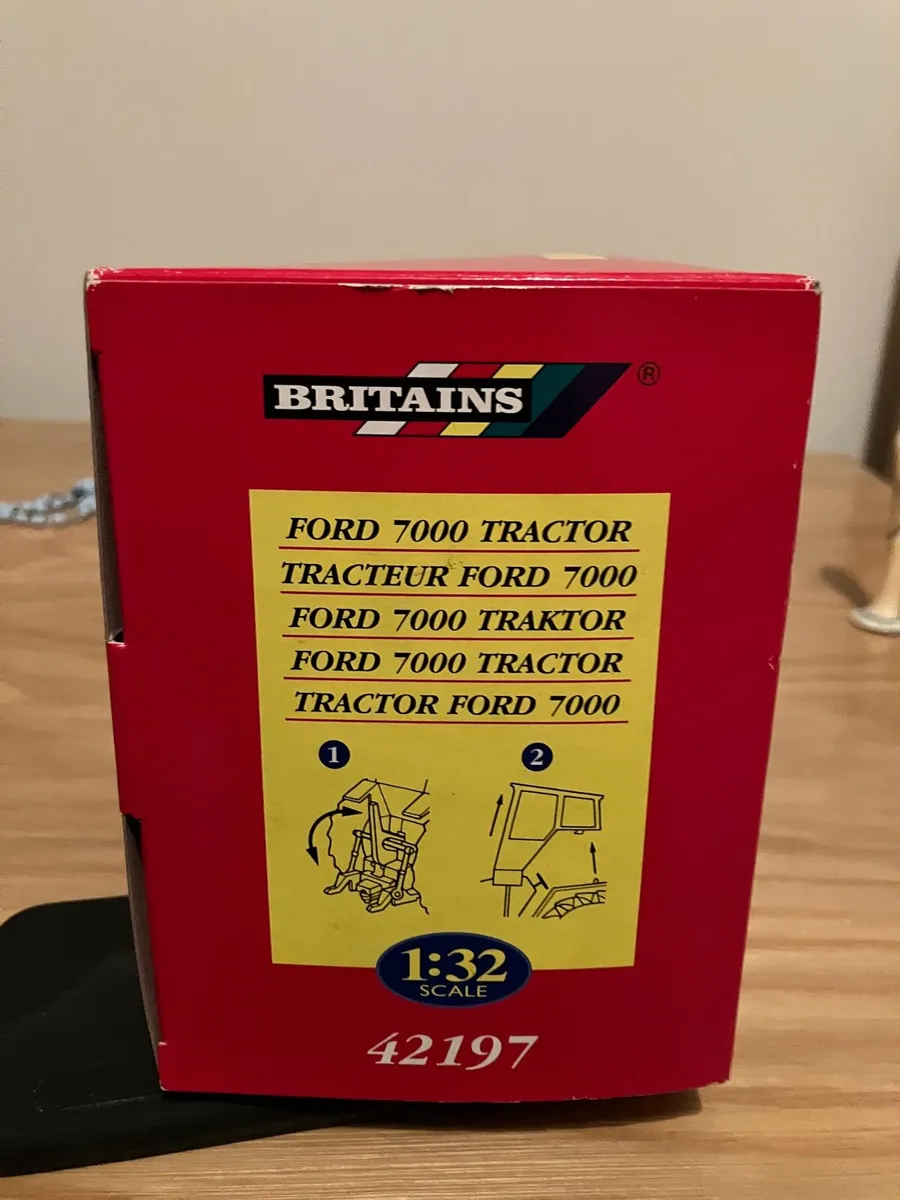 BRITAINS ®
FORD 7000 TRACTOR
TRACTEUR FORD 7000
FORD 7000 TRAKTOR
FORD 7000 TRACTOR
TRACTOR FORD 7000
1 2
1:32
SCALE
42197